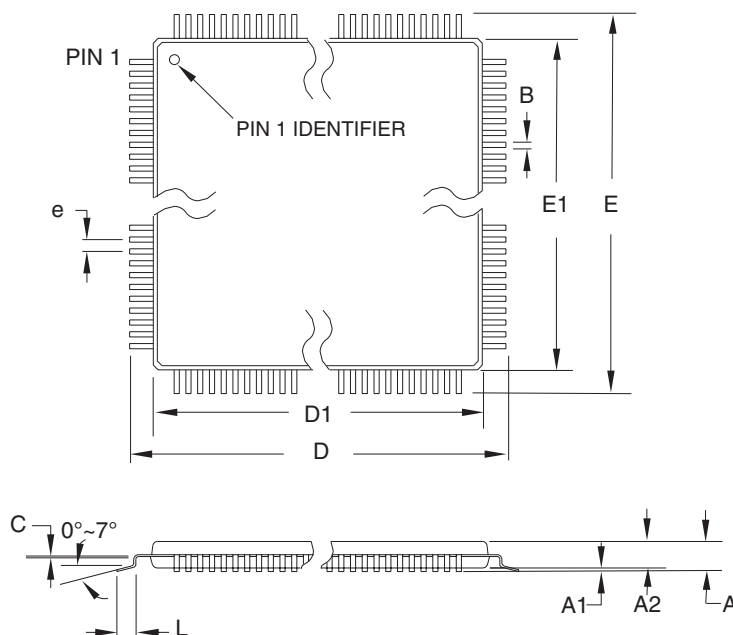 PIN 1
PIN 1 IDENTIFIER
B
e
E1
E
D1
D
C
0°~7°
L
A1
A2
A